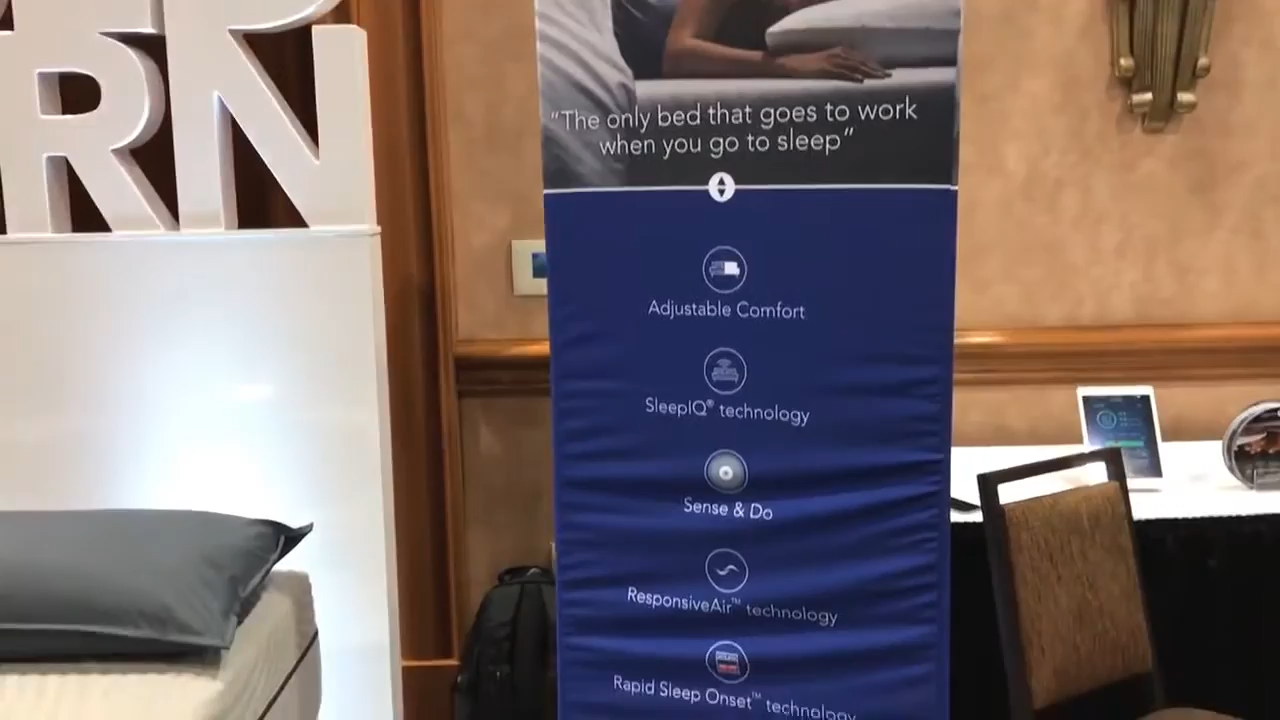 RN
"The only bed that goes to work
when you go to sleep"
Adjustable Comfort
SleepIQ® technology
Sense & Do
ResponsiveAir™ technology
Rapid Sleep Onset™ technology